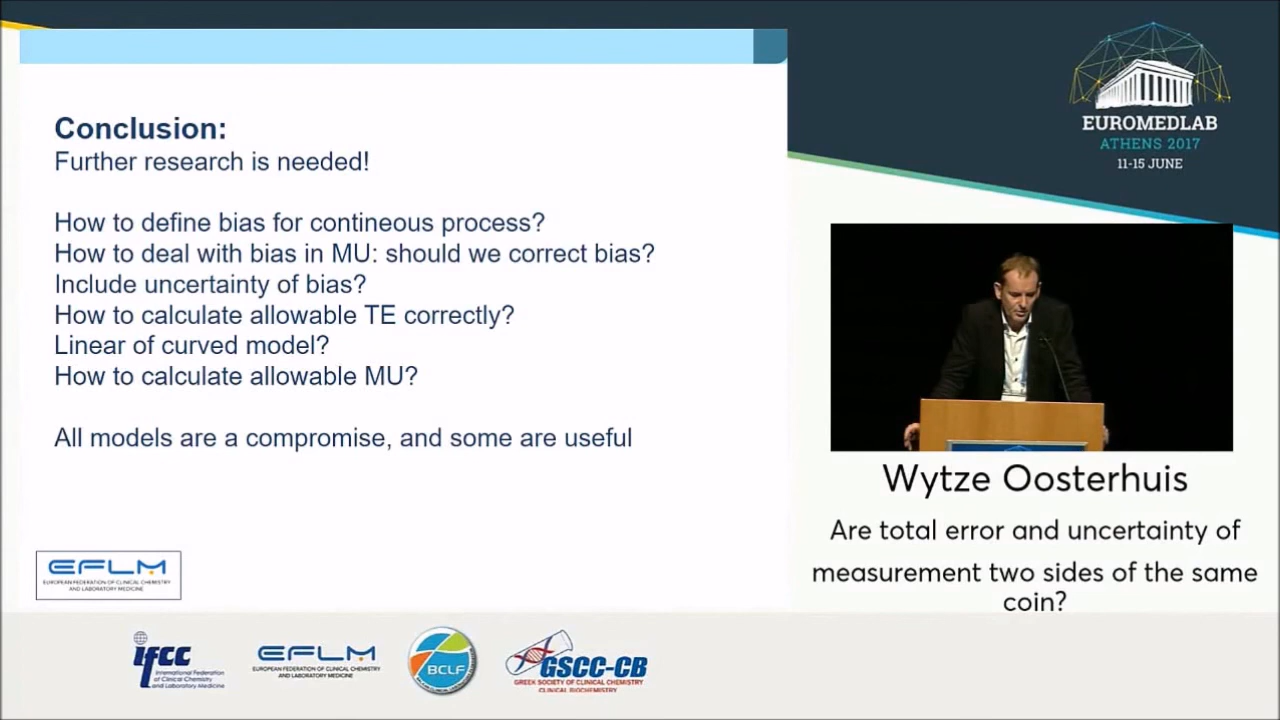 Conclusion:
Further research is needed!
How to define bias for contineous process?
How to deal with bias in MU: should we correct bias?
Include uncertainty of bias?
How to calculate allowable TE correctly?
Linear of curved model?
How to calculate allowable MU?
All models are a compromise, and some are useful
EFLM
EUROPEAN FEDERATION OF CLINICAL CHEMISTRY
AND LABORATORY MEDICINE
EUROMEDLAB
ATHENS 2017
11-15 JUNE
Wytze Oosterhuis
Are total error and uncertainty of
measurement two sides of the same
coin?
ifcc
International Federation
of Clinical Chemistry
and Laboratory Medicine
EFLM
EUROPEAN FEDERATION OF CLINICAL CHEMISTRY
AND LABORATORY MEDICINE
BCLF
GSCC-CB
GREEK SOCIETY OF CLINICAL CHEMISTRY
CLINICAL BIOCHEMISTRY